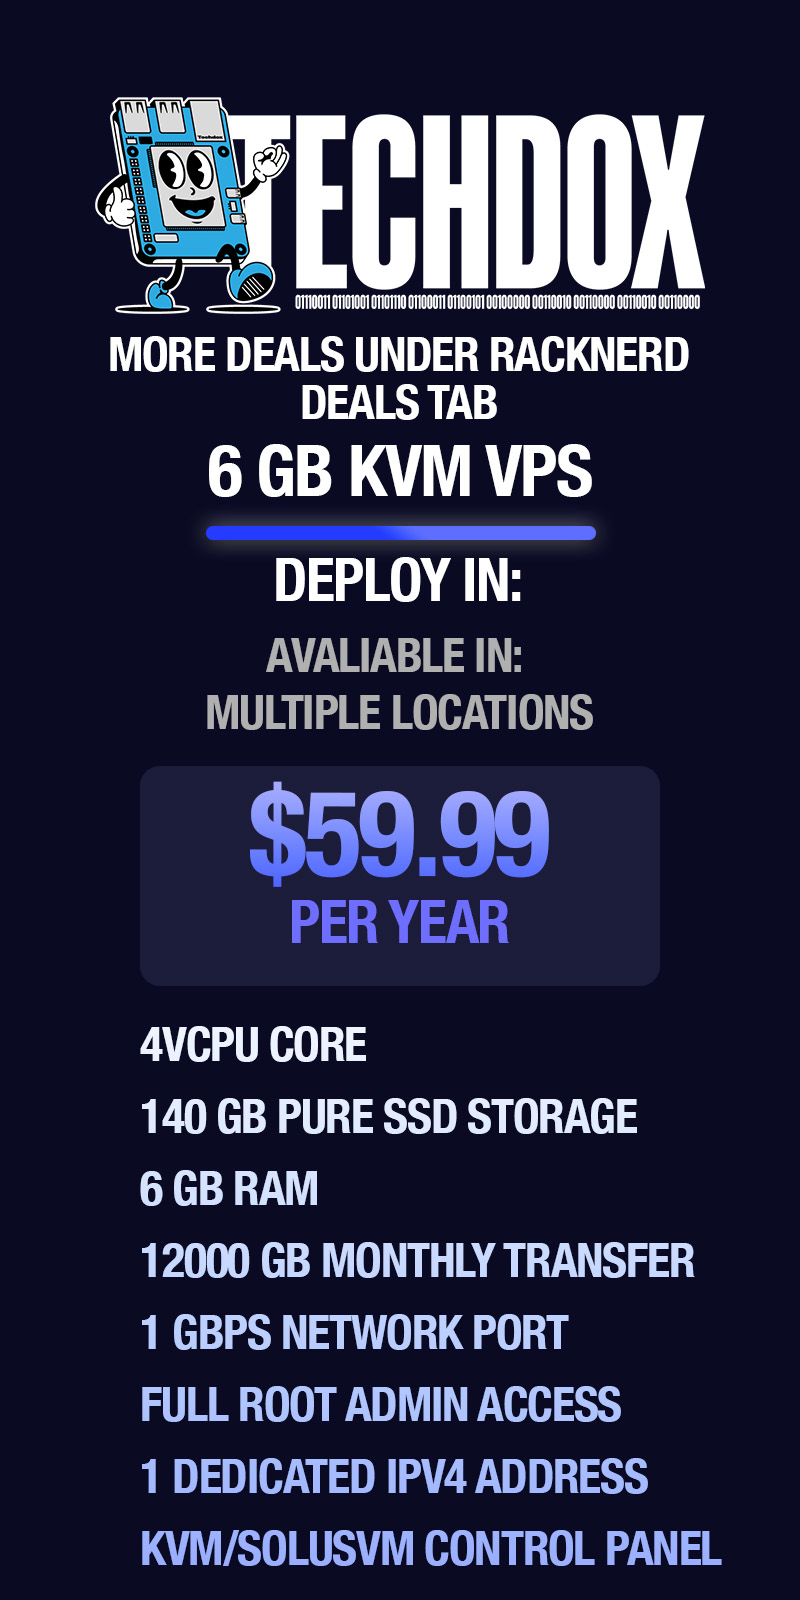 Techdox
TECHDOX
01110011 01101001 01101110 01100011 01100101 00100000 00110010 00110000 00110010 00110000
MORE DEALS UNDER RACKNERD
DEALS TAB
6 GB KVM VPS
DEPLOY IN:
AVALIABLE IN:
MULTIPLE LOCATIONS
$59.99
PER YEAR
4VCPU CORE
140 GB PURE SSD STORAGE
6 GB RAM
12000 GB MONTHLY TRANSFER
1 GBPS NETWORK PORT
FULL ROOT ADMIN ACCESS
1 DEDICATED IPV4 ADDRESS
KVM/SOLUSVM CONTROL PANEL